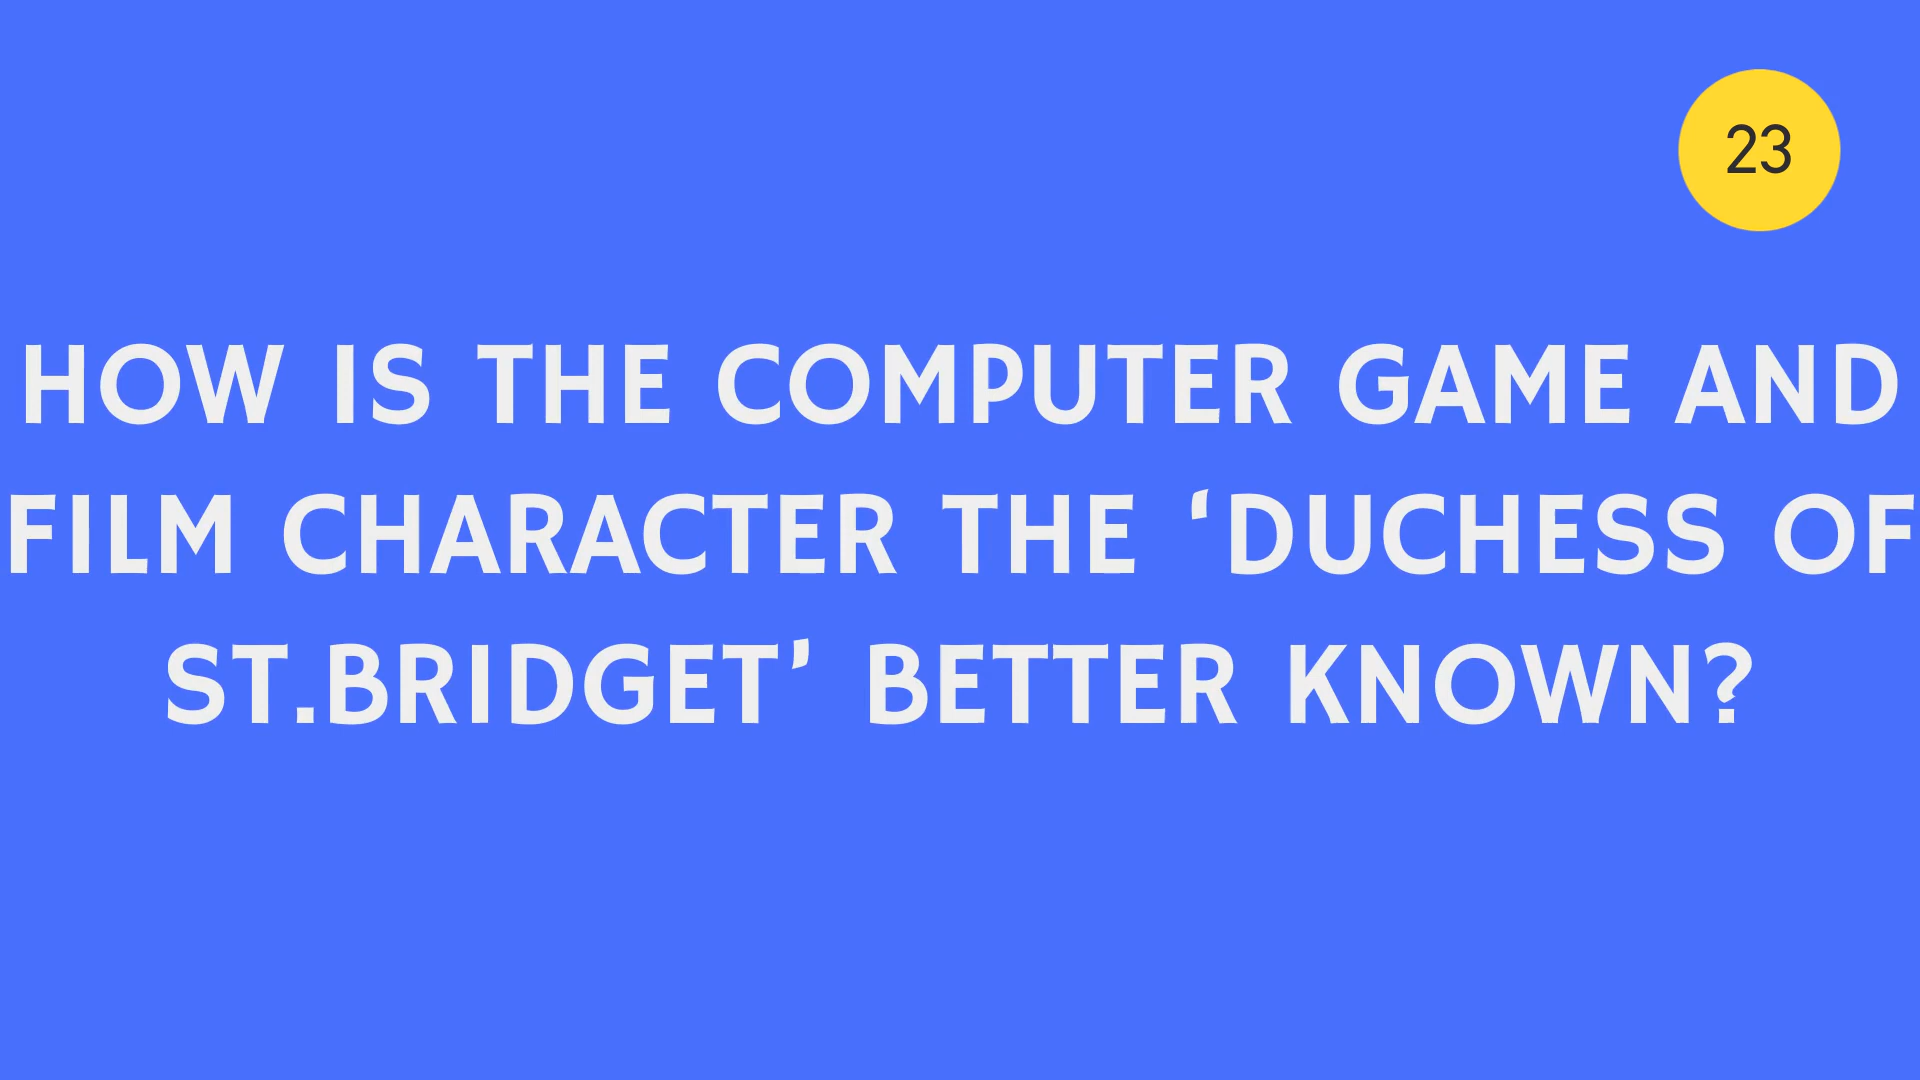 23
HOW IS THE COMPUTER GAME AND
FILM CHARACTER THE ‘DUCHESS OF
ST.BRIDGET’ BETTER KNOWN?